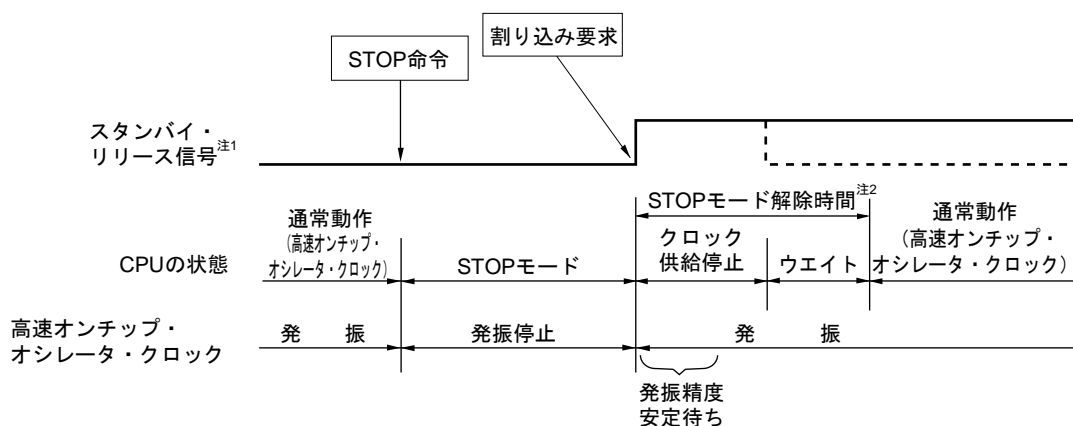 STOP命令
割り込み要求
スタンバイ・
リリース信号注1
STOPモード解除時間注2
CPUの状態
通常動作
(高速オンチップ・
オシレータ・クロック)
STOPモード
クロック
供給停止
ウエイト
通常動作
(高速オンチップ・
オシレータ・クロック)
高速オンチップ・
オシレータ・クロック
発 振
発振停止
発 振
発振精度
安定待ち